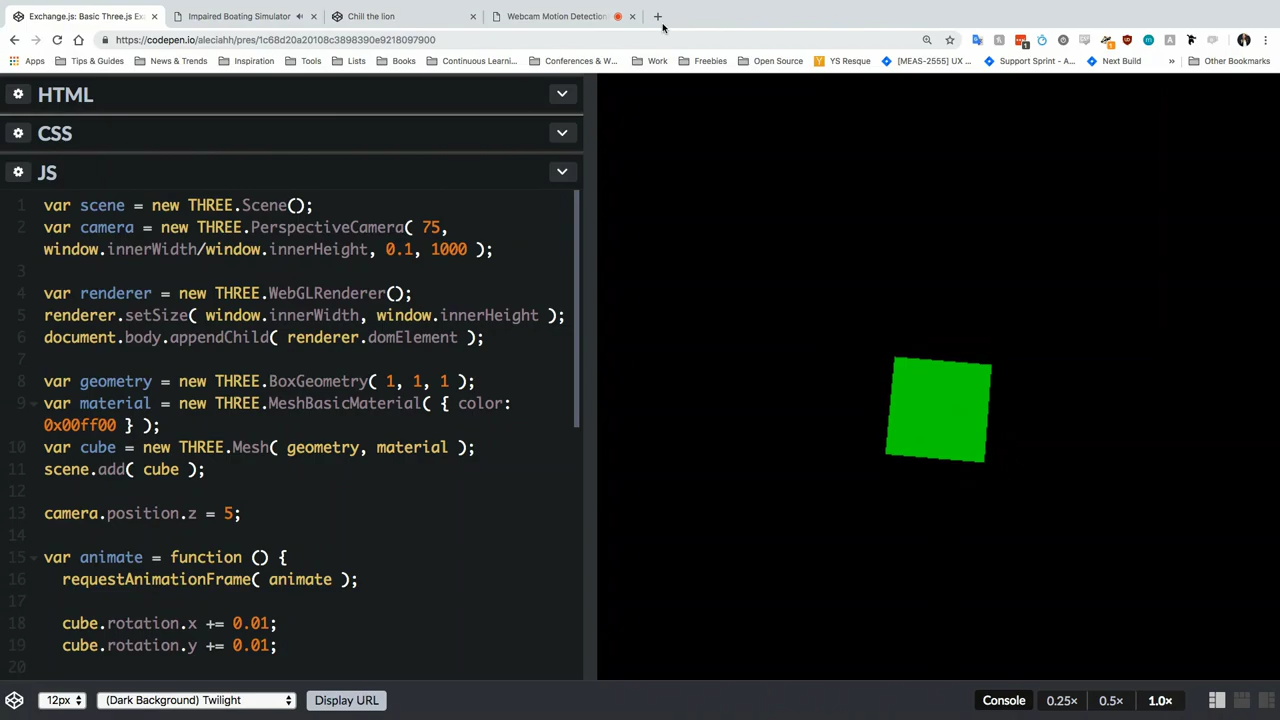 Exchange.js: Basic Three.js Ex
Impaired Boating Simulator
Chill the lion
Webcam Motion Detection
https://codepen.io/aleciahh/pres/1c68d20a20108c3898390e9218097900
Apps
Tips & Guides
News & Trends
Inspiration
Tools
Lists
Books
Continuous Learni...
Conferences & W...
Work
Freebies
Open Source
YS Resque
[MEAS-2555] UX ...
Support Sprint - A...
Next Build
»
Other Bookmarks
HTML
CSS
JS
1 var scene = new THREE.Scene();
2 var camera = new THREE.PerspectiveCamera( 75,
window.innerWidth/window.innerHeight, 0.1, 1000 );
3
4 var renderer = new THREE.WebGLRenderer();
5 renderer.setSize( window.innerWidth, window.innerHeight );
6 document.body.appendChild( renderer.domElement );
7
8 var geometry = new THREE.BoxGeometry( 1, 1, 1 );
9 var material = new THREE.MeshBasicMaterial( { color:
0x00ff00 } );
10 var cube = new THREE.Mesh( geometry, material );
11 scene.add( cube );
12
13 camera.position.z = 5;
14
15 var animate = function () {
16 requestAnimationFrame( animate );
17
18 cube.rotation.x += 0.01;
19 cube.rotation.y += 0.01;
20
12px
(Dark Background) Twilight
Display URL
Console
0.25×
0.5×
1.0×